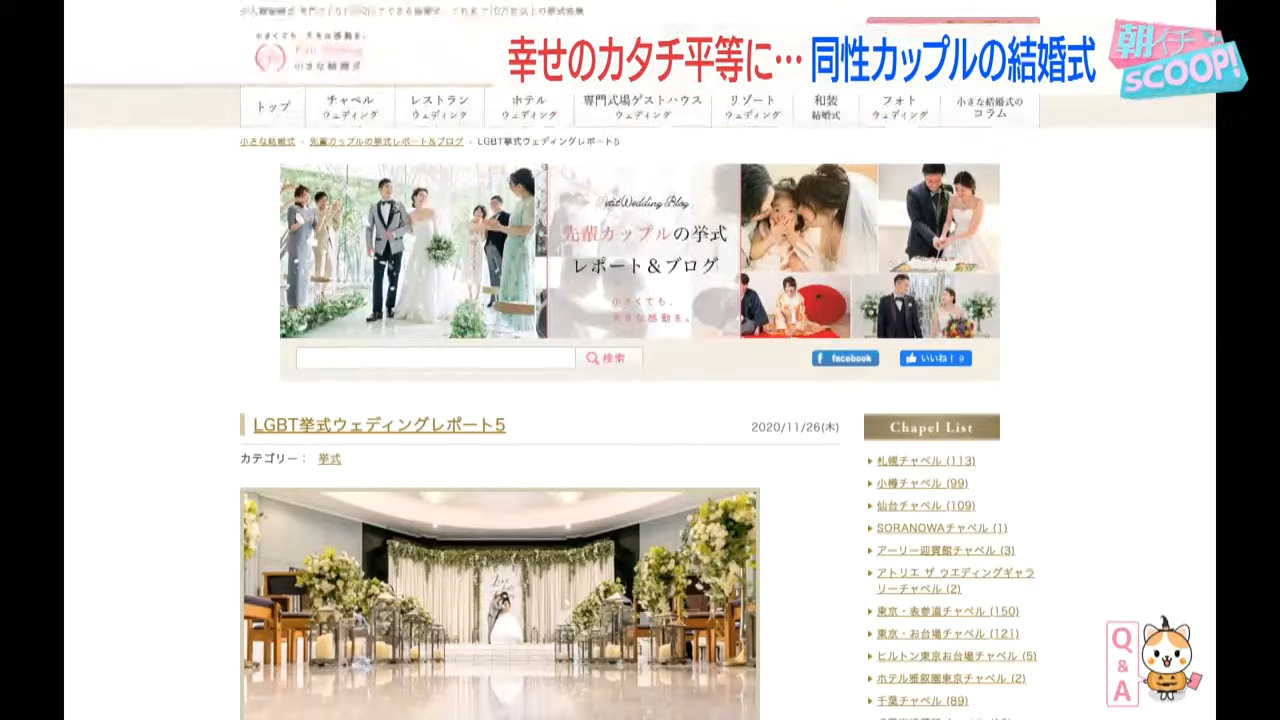 幸せのカタチ平等に… 同性カップルの結婚式
朝イチ
SCOOP!
小さな結婚式
トップ
チャペル
ウェディング
レストラン
ウェディング
ホテル
ウェディング
専門式場ゲストハウス
ウェディング
リゾート
ウェディング
和装
結婚式
フォト
ウェディング
小さな結婚式の
コラム
小さな結婚式 » 先輩カップルの挙式レポート&ブログ » LGBT挙式ウェディングレポート5
Petit Wedding Blog
先輩カップルの挙式
レポート&ブログ
小さくても、
大きな感動を。
検索
facebook
いいね! 9
LGBT挙式ウェディングレポート5
2020/11/26(木)
カテゴリー： 挙式
Chapel List
札幌チャペル (113)
小樽チャペル (99)
仙台チャペル (109)
SORANOWAチャペル (1)
アーリー迎賓館チャペル (3)
アトリエ ザ ウエディングギャラ
リーチャペル (2)
東京・表参道チャペル (150)
東京・お台場チャペル (121)
ヒルトン東京お台場チャペル (5)
ホテル雅叙園東京チャペル (2)
千葉チャペル (89)
Q
&
A